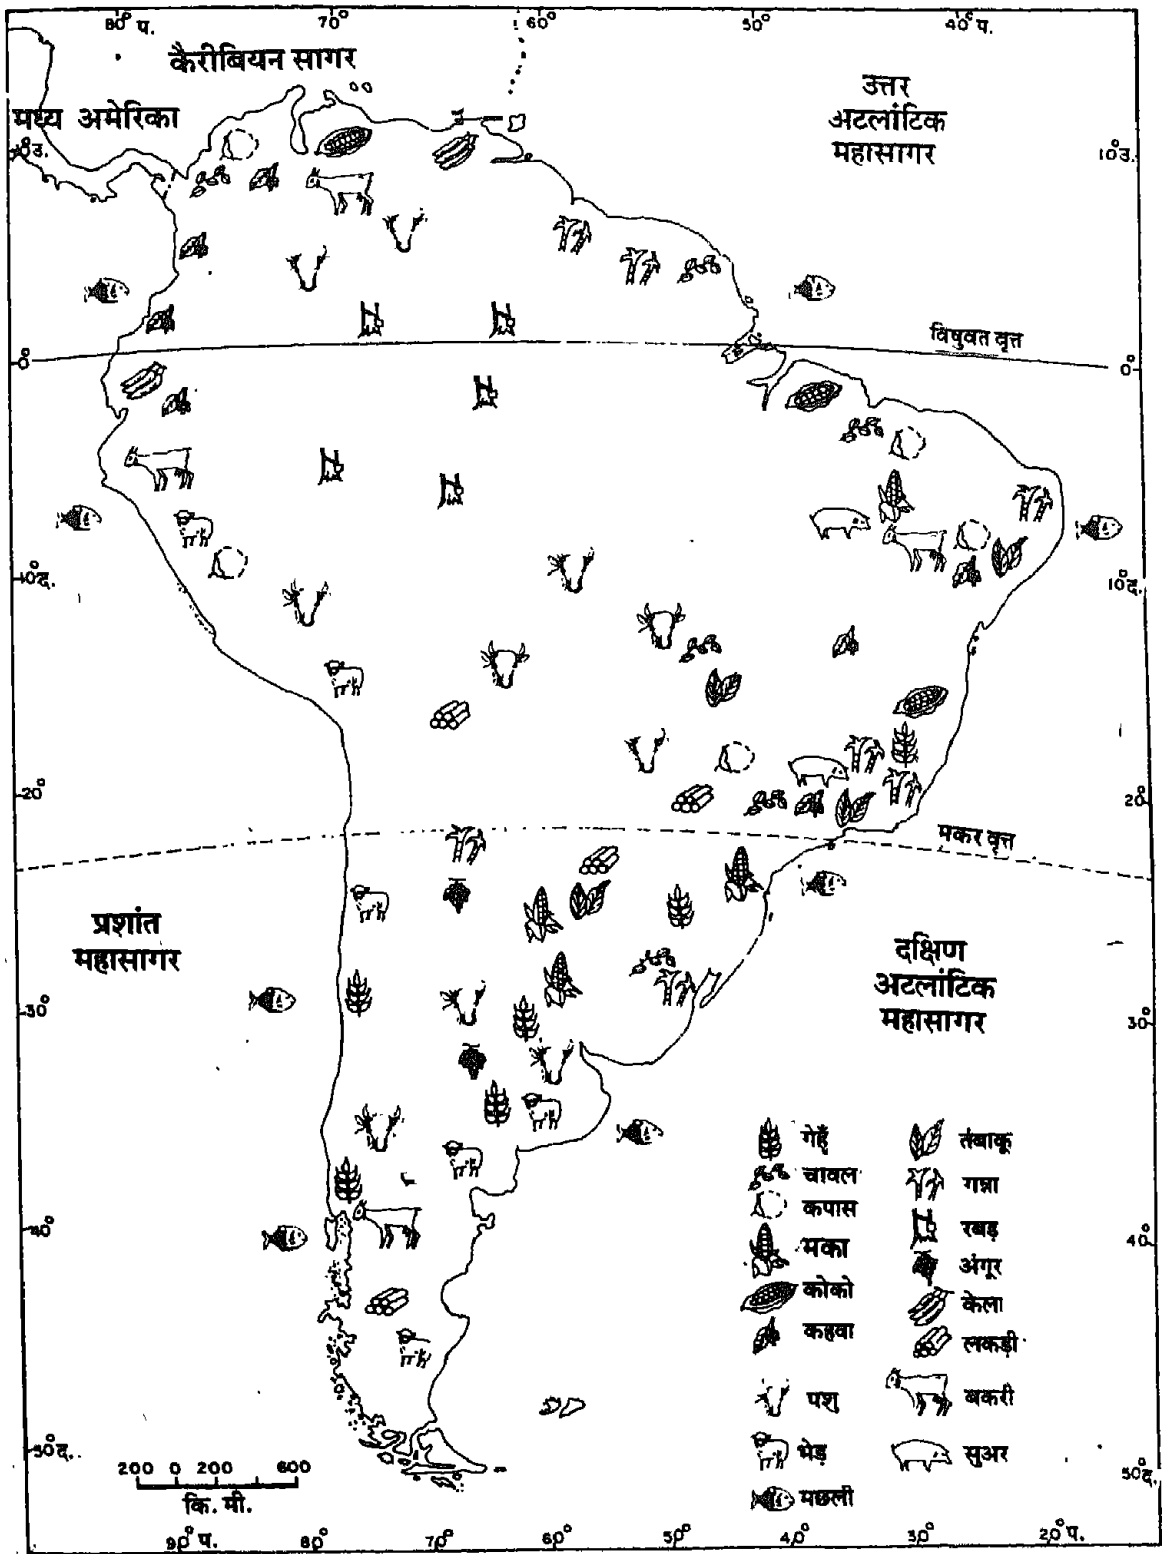 80° प.
70°
60°
50°
40° प.
कैरीबियन सागर
मध्य अमेरिका
उत्तर
अटलांटिक
महासागर
10°उ.
10°उ.
विषुवत वृत्त
0°
0°
10°द.
10°द.
20°
20°
मकर वृत्त
प्रशांत
महासागर
दक्षिण
अटलांटिक
महासागर
30°
30°
गेहूँ
तंबाकू
चावल
गन्ना
कपास
रबड़
मका
अंगूर
कोको
केला
कहवा
लकड़ी
पशु
बकरी
भेड़
सुअर
मछली
40°
40°
50°द.
50°द.
200 0 200 600
कि. मी.
90° प.
80°
70°
60°
50°
40°
30°
20° प.